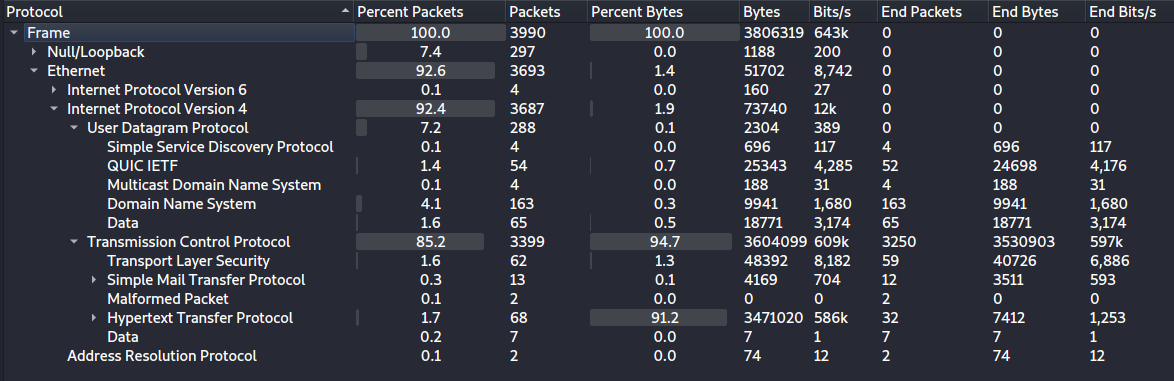 Protocol Percent Packets Packets Percent Bytes Bytes Bits/s End Packets End Bytes End Bits/s
Frame 100.0 3990 100.0 3806319 643k 0 0 0
Null/Loopback 7.4 297 0.0 1188 200 0 0 0
Ethernet 92.6 3693 1.4 51702 8,742 0 0 0
Internet Protocol Version 6 0.1 4 0.0 160 27 0 0 0
Internet Protocol Version 4 92.4 3687 1.9 73740 12k 0 0 0
User Datagram Protocol 7.2 288 0.1 2304 389 0 0 0
Simple Service Discovery Protocol 0.1 4 0.0 696 117 4 696 117
QUIC IETF 1.4 54 0.7 25343 4,285 52 24698 4,176
Multicast Domain Name System 0.1 4 0.0 188 31 4 188 31
Domain Name System 4.1 163 0.3 9941 1,680 163 9941 1,680
Data 1.6 65 0.5 18771 3,174 65 18771 3,174
Transmission Control Protocol 85.2 3399 94.7 3604099 609k 3250 3530903 597k
Transport Layer Security 1.6 62 1.3 48392 8,182 59 40726 6,886
Simple Mail Transfer Protocol 0.3 13 0.1 4169 704 12 3511 593
Malformed Packet 0.1 2 0.0 0 0 2 0 0
Hypertext Transfer Protocol 1.7 68 91.2 3471020 586k 32 7412 1,253
Data 0.2 7 0.0 7 1 7 7 1
Address Resolution Protocol 0.1 2 0.0 74 12 2 74 12